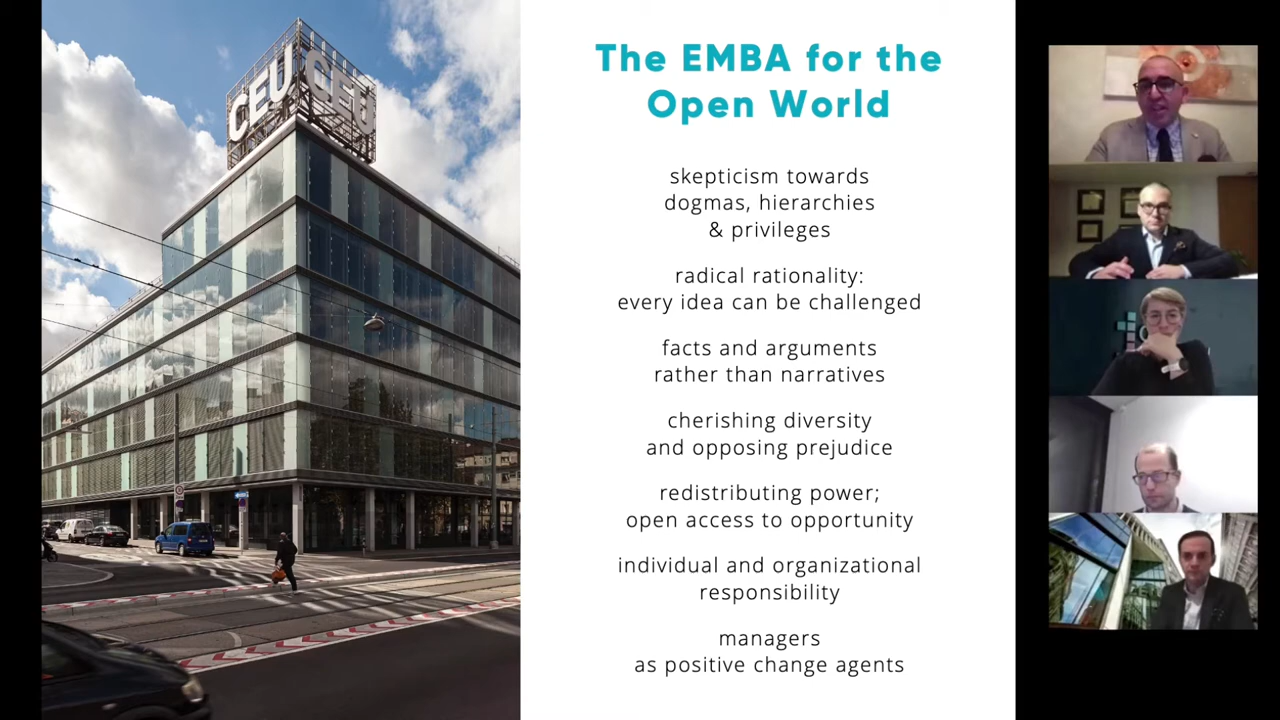 CEU CEU
The EMBA for the
Open World
skepticism towards
dogmas, hierarchies
& privileges
radical rationality:
every idea can be challenged
facts and arguments
rather than narratives
cherishing diversity
and opposing prejudice
redistributing power;
open access to opportunity
individual and organizational
responsibility
managers
as positive change agents